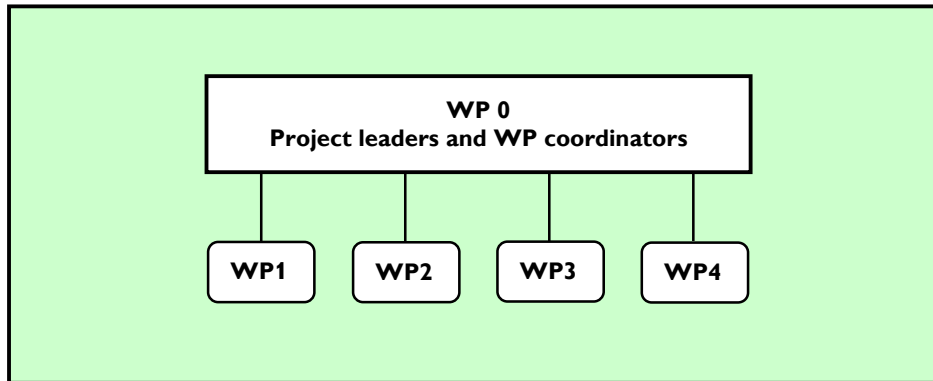 WP 0
Project leaders and WP coordinators
WP1
WP2
WP3
WP4